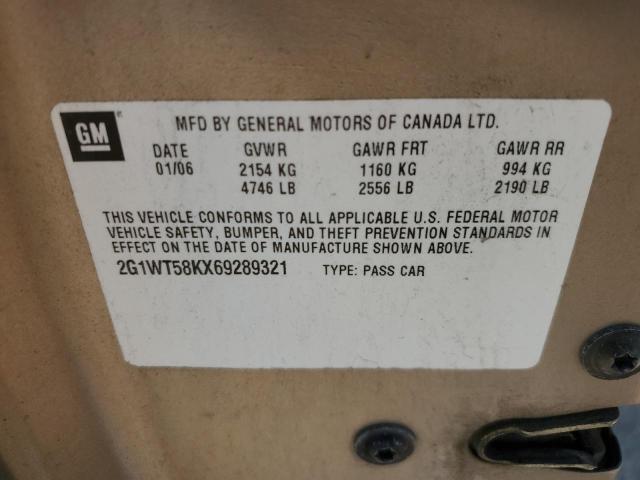 GM ® MFD BY GENERAL MOTORS OF CANADA LTD.
DATE GVWR GAWR FRT GAWR RR
01/06 2154 KG 1160 KG 994 KG
4746 LB 2556 LB 2190 LB
THIS VEHICLE CONFORMS TO ALL APPLICABLE U.S. FEDERAL MOTOR
VEHICLE SAFETY, BUMPER, AND THEFT PREVENTION STANDARDS IN
EFFECT ON THE DATE OF MANUFACTURE SHOWN ABOVE.
2G1WT58KX69289321 TYPE: PASS CAR